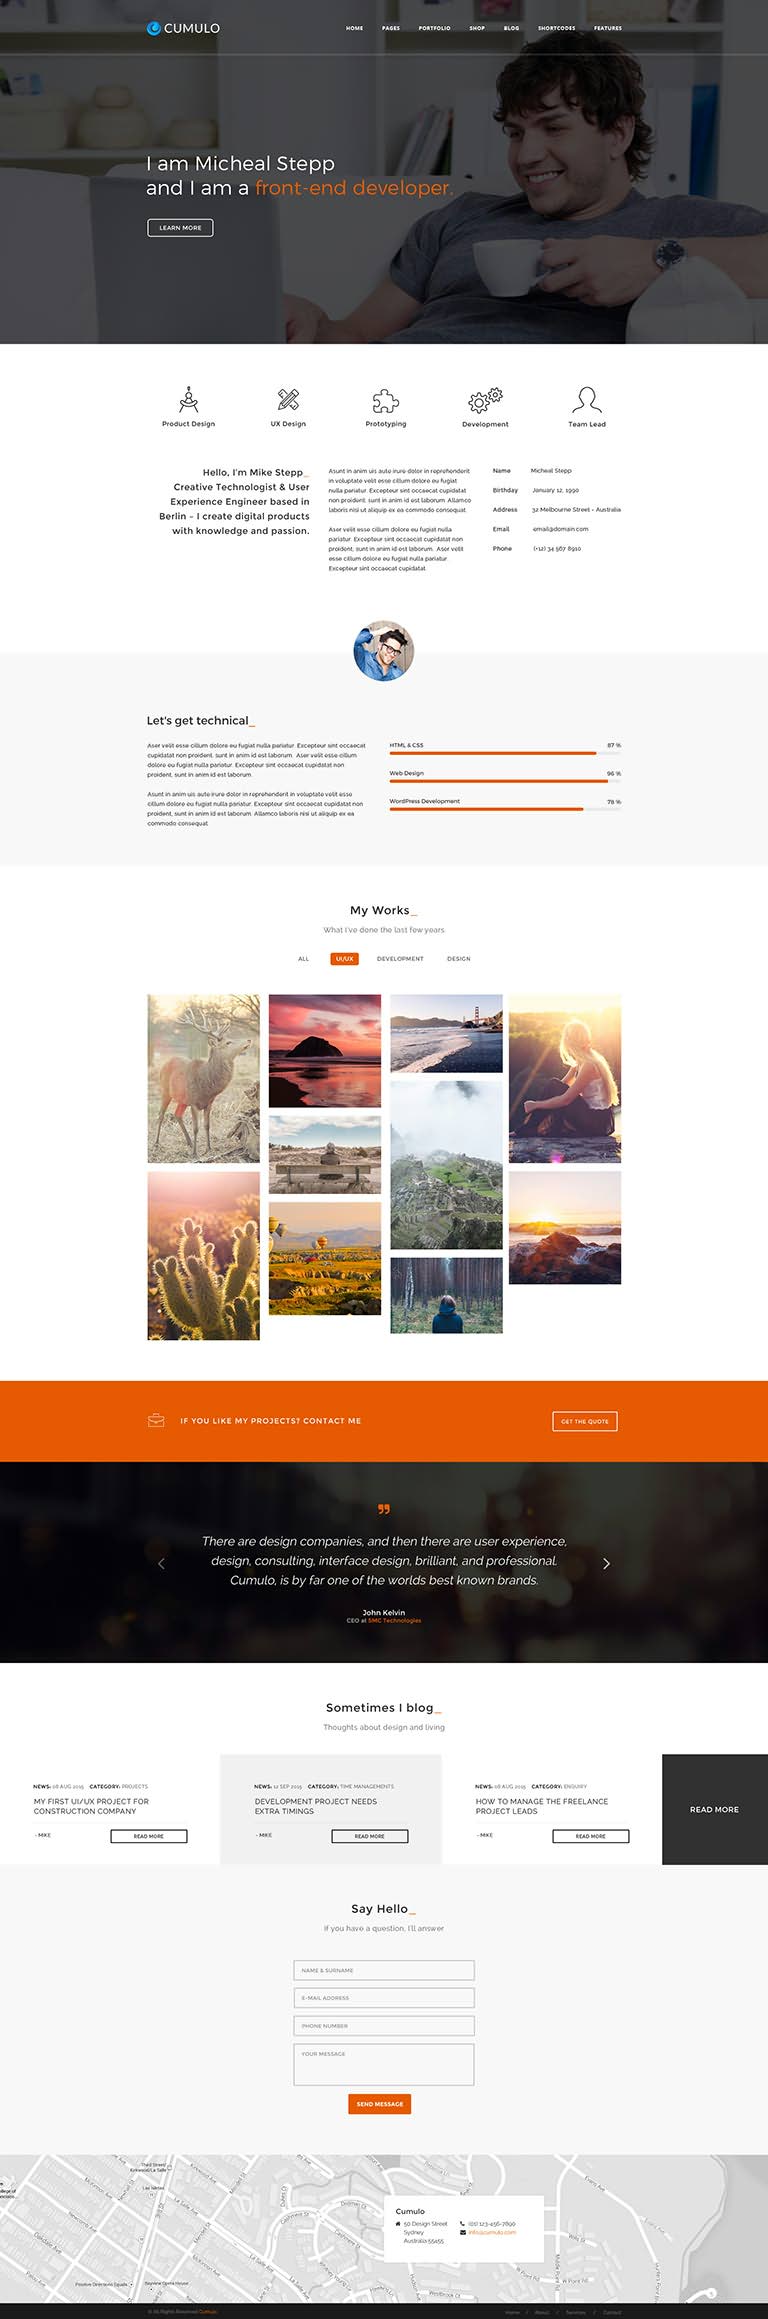 CUMULO
HOME PAGES PORTFOLIO SHOP BLOG SHORTCODES FEATURES
I am Micheal Stepp
and I am a front-end developer.
LEARN MORE
Product Design UX Design Prototyping Development Team Lead
Hello, I'm Mike Stepp_
Creative Technologist & User
Experience Engineer based in
Berlin – I create digital products
with knowledge and passion.
Asunt in anim uis aute irure dolor in reprehenderit
in voluptate velit esse cillum dolore eu fugiat
nulla pariatur. Excepteur sint occaecat cupidatat
non proident, sunt in anim id est laborum. Allamco
laboris nisi ut aliquip ex ea commodo consequat.
Aser velit esse cillum dolore eu fugiat nulla
pariatur. Excepteur sint occaecat cupidatat non
proident, sunt in anim id est laborum. Aser velit
esse cillum dolore eu fugiat nulla pariatur.
Excepteur sint occaecat cupidatat.
Name Micheal Stepp
Birthday January 12, 1990
Address 32 Melbourne Street - Australia
Email email@domain.com
Phone (+12) 34 567 8910
Let's get technical_
Aser velit esse cillum dolore eu fugiat nulla pariatur. Excepteur sint occaecat
cupidatat non proident, sunt in anim id est laborum. Aser velit esse cillum
dolore eu fugiat nulla pariatur. Excepteur sint occaecat cupidatat non
proident, sunt in anim id est laborum.
Asunt in anim uis aute irure dolor in reprehenderit in voluptate velit esse
cillum dolore eu fugiat nulla pariatur. Excepteur sint occaecat cupidatat non
proident, sunt in anim id est laborum. Allamco laboris nisi ut aliquip ex ea
commodo consequat.
HTML & CSS 87 %
Web Design 96 %
WordPress Development 78 %
My Works_
What I've done the last few years
ALL UI/UX DEVELOPMENT DESIGN
IF YOU LIKE MY PROJECTS? CONTACT ME
GET THE QUOTE
There are design companies, and then there are user experience,
design, consulting, interface design, brilliant, and professional.
Cumulo, is by far one of the worlds best known brands.
John Kelvin
CEO at SMC Technologies
Sometimes I blog_
Thoughts about design and living
NEWS: 08 AUG 2015 CATEGORY: PROJECTS
MY FIRST UI/UX PROJECT FOR
CONSTRUCTION COMPANY
- MIKE READ MORE
NEWS: 12 SEP 2015 CATEGORY: TIME MANAGEMENTS
DEVELOPMENT PROJECT NEEDS
EXTRA TIMINGS
- MIKE READ MORE
NEWS: 08 AUG 2015 CATEGORY: ENQUIRY
HOW TO MANAGE THE FREELANCE
PROJECT LEADS
- MIKE READ MORE
READ MORE
Say Hello_
If you have a question, I'll answer
NAME & SURNAME
E-MAIL ADDRESS
PHONE NUMBER
YOUR MESSAGE
SEND MESSAGE
Cumulo
50 Design Street
Sydney
Australia 55455
(01) 123-456-7890
info@cumulo.com
© All Rights Reserved Cumulo
Home / About / Services / Contact